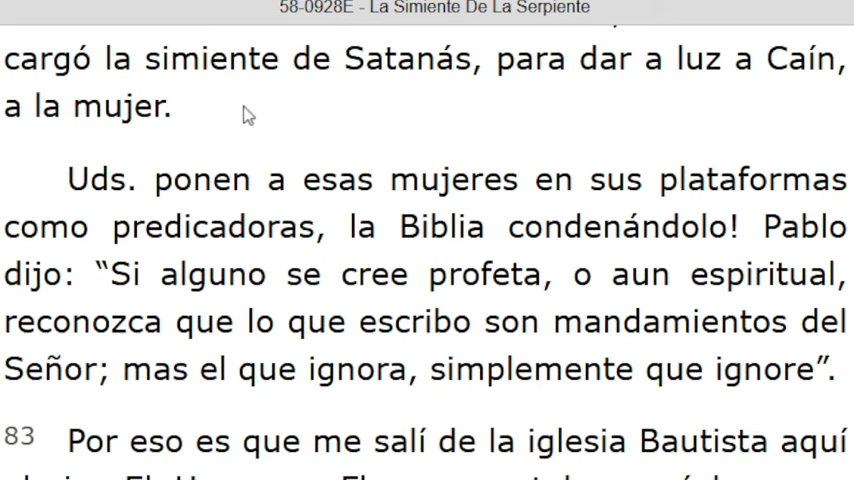 58-0928E - La Simiente De La Serpiente
cargó la simiente de Satanás, para dar a luz a Caín,
a la mujer.
Uds. ponen a esas mujeres en sus plataformas
como predicadoras, la Biblia condenándolo! Pablo
dijo: “Si alguno se cree profeta, o aun espiritual,
reconozca que lo que escribo son mandamientos del
Señor; mas el que ignora, simplemente que ignore”.
83 Por eso es que me salí de la iglesia Bautista aquí